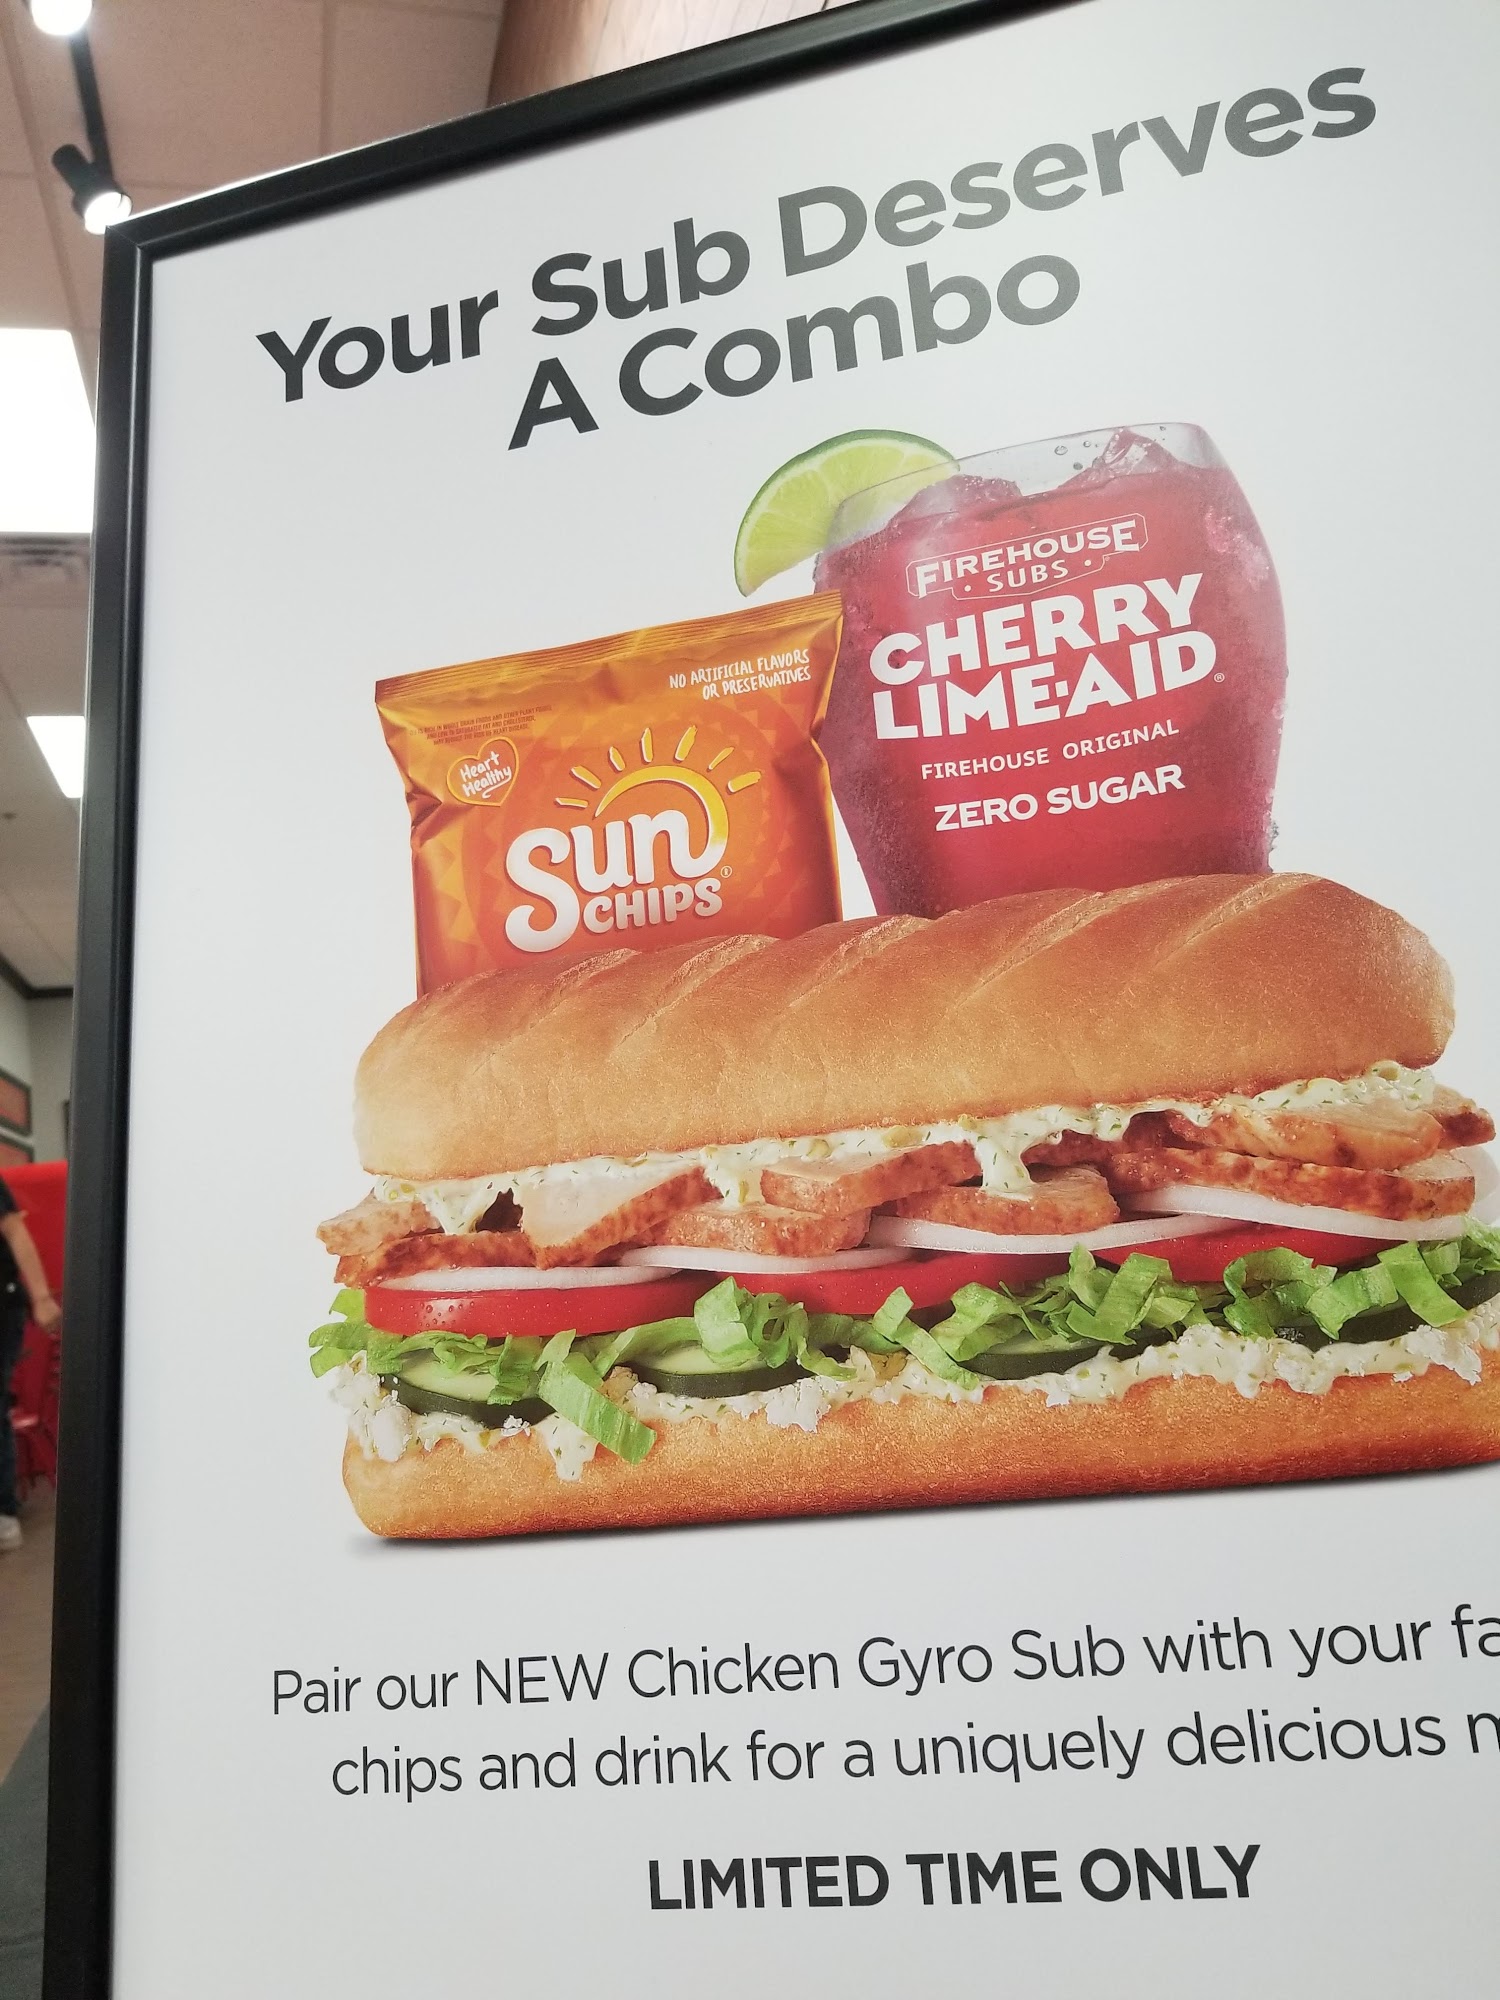 Your Sub Deserves
A Combo
FIREHOUSE
SUBS
CHERRY
LIME-AID®
FIREHOUSE ORIGINAL
ZERO SUGAR
NO ARTIFICIAL FLAVORS
OR PRESERVATIVES
Heart
Healthy
Sun
CHIPS®
Pair our NEW Chicken Gyro Sub with your fa
chips and drink for a uniquely delicious
LIMITED TIME ONLY